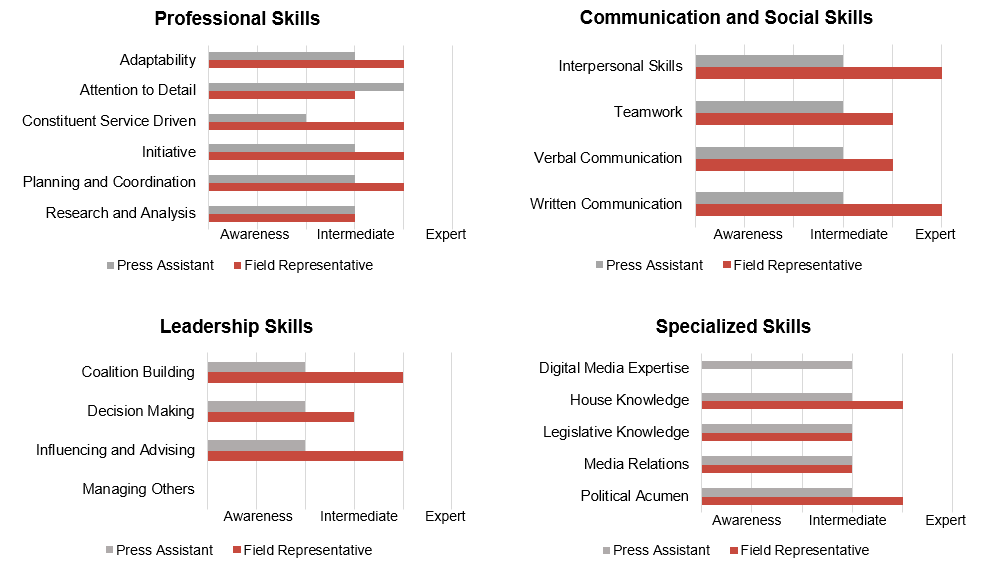 Professional Skills
Adaptability
Attention to Detail
Constituent Service Driven
Initiative
Planning and Coordination
Research and Analysis
Awareness Intermediate Expert
Press Assistant Field Representative
Communication and Social Skills
Interpersonal Skills
Teamwork
Verbal Communication
Written Communication
Awareness Intermediate Expert
Press Assistant Field Representative
Leadership Skills
Coalition Building
Decision Making
Influencing and Advising
Managing Others
Awareness Intermediate Expert
Press Assistant Field Representative
Specialized Skills
Digital Media Expertise
House Knowledge
Legislative Knowledge
Media Relations
Political Acumen
Awareness Intermediate Expert
Press Assistant Field Representative